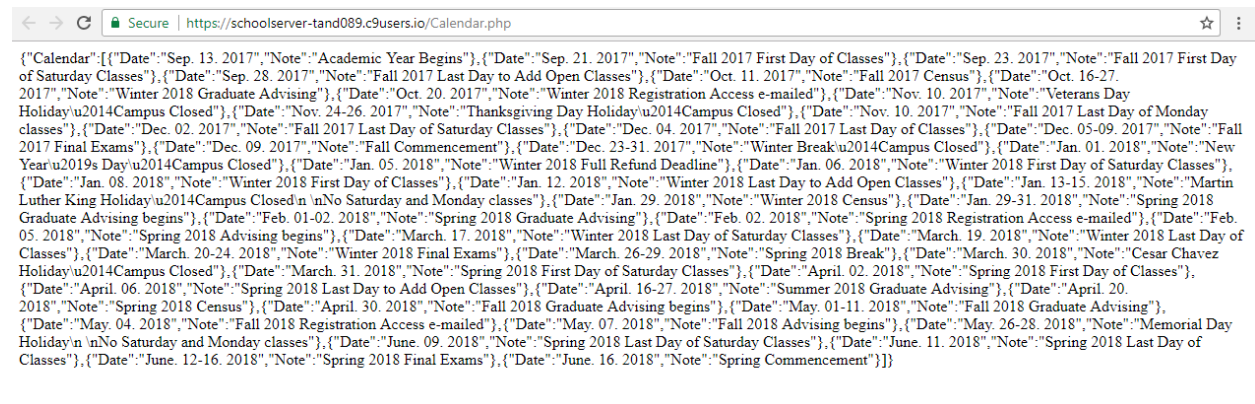 Secure | https://schoolserver-tand089.c9users.io/Calendar.php
{"Calendar":[{"Date":"Sep. 13. 2017","Note":"Academic Year Begins"},{"Date":"Sep. 21. 2017","Note":"Fall 2017 First Day of Classes"},{"Date":"Sep. 23. 2017","Note":"Fall 2017 First Day
of Saturday Classes"},{"Date":"Sep. 28. 2017","Note":"Fall 2017 Last Day to Add Open Classes"},{"Date":"Oct. 11. 2017","Note":"Fall 2017 Census"},{"Date":"Oct. 16-27.
2017","Note":"Winter 2018 Graduate Advising"},{"Date":"Oct. 20. 2017","Note":"Winter 2018 Registration Access e-mailed"},{"Date":"Nov. 10. 2017","Note":"Veterans Day
Holiday\u2014Campus Closed"},{"Date":"Nov. 24-26. 2017","Note":"Thanksgiving Day Holiday\u2014Campus Closed"},{"Date":"Nov. 10. 2017","Note":"Fall 2017 Last Day of Monday
classes"},{"Date":"Dec. 02. 2017","Note":"Fall 2017 Last Day of Saturday Classes"},{"Date":"Dec. 04. 2017","Note":"Fall 2017 Last Day of Classes"},{"Date":"Dec. 05-09. 2017","Note":"Fall
2017 Final Exams"},{"Date":"Dec. 09. 2017","Note":"Fall Commencement"},{"Date":"Dec. 23-31. 2017","Note":"Winter Break\u2014Campus Closed"},{"Date":"Jan. 01. 2018","Note":"New
Year\u2019s Day\u2014Campus Closed"},{"Date":"Jan. 05. 2018","Note":"Winter 2018 Full Refund Deadline"},{"Date":"Jan. 06. 2018","Note":"Winter 2018 First Day of Saturday Classes"},
{"Date":"Jan. 08. 2018","Note":"Winter 2018 First Day of Classes"},{"Date":"Jan. 12. 2018","Note":"Winter 2018 Last Day to Add Open Classes"},{"Date":"Jan. 13-15. 2018","Note":"Martin
Luther King Holiday\u2014Campus Closed\n \nNo Saturday and Monday classes"},{"Date":"Jan. 29. 2018","Note":"Winter 2018 Census"},{"Date":"Jan. 29-31. 2018","Note":"Spring 2018
Graduate Advising begins"},{"Date":"Feb. 01-02. 2018","Note":"Spring 2018 Graduate Advising"},{"Date":"Feb. 02. 2018","Note":"Spring 2018 Registration Access e-mailed"},{"Date":"Feb.
05. 2018","Note":"Spring 2018 Advising begins"},{"Date":"March. 17. 2018","Note":"Winter 2018 Last Day of Saturday Classes"},{"Date":"March. 19. 2018","Note":"Winter 2018 Last Day of
Classes"},{"Date":"March. 20-24. 2018","Note":"Winter 2018 Final Exams"},{"Date":"March. 26-29. 2018","Note":"Spring 2018 Break"},{"Date":"March. 30. 2018","Note":"Cesar Chavez
Holiday\u2014Campus Closed"},{"Date":"March. 31. 2018","Note":"Spring 2018 First Day of Saturday Classes"},{"Date":"April. 02. 2018","Note":"Spring 2018 First Day of Classes"},
{"Date":"April. 06. 2018","Note":"Spring 2018 Last Day to Add Open Classes"},{"Date":"April. 16-27. 2018","Note":"Summer 2018 Graduate Advising"},{"Date":"April. 20.
2018","Note":"Spring 2018 Census"},{"Date":"April. 30. 2018","Note":"Fall 2018 Graduate Advising begins"},{"Date":"May. 01-11. 2018","Note":"Fall 2018 Graduate Advising"},
{"Date":"May. 04. 2018","Note":"Fall 2018 Registration Access e-mailed"},{"Date":"May. 07. 2018","Note":"Fall 2018 Advising begins"},{"Date":"May. 26-28. 2018","Note":"Memorial Day
Holiday\n \nNo Saturday and Monday classes"},{"Date":"June. 09. 2018","Note":"Spring 2018 Last Day of Saturday Classes"},{"Date":"June. 11. 2018","Note":"Spring 2018 Last Day of
Classes"},{"Date":"June. 12-16. 2018","Note":"Spring 2018 Final Exams"},{"Date":"June. 16. 2018","Note":"Spring Commencement"}]}